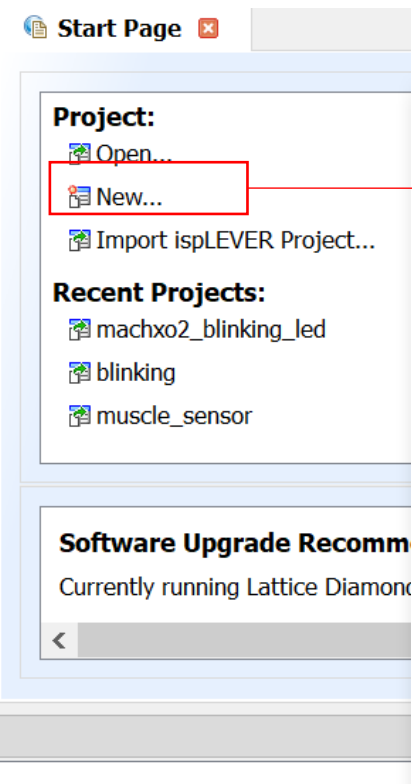 Start Page
Project:
Open...
New...
Import ispLEVER Project...
Recent Projects:
machxo2_blinking_led
blinking
muscle_sensor
Software Upgrade Recomm
Currently running Lattice Diamond